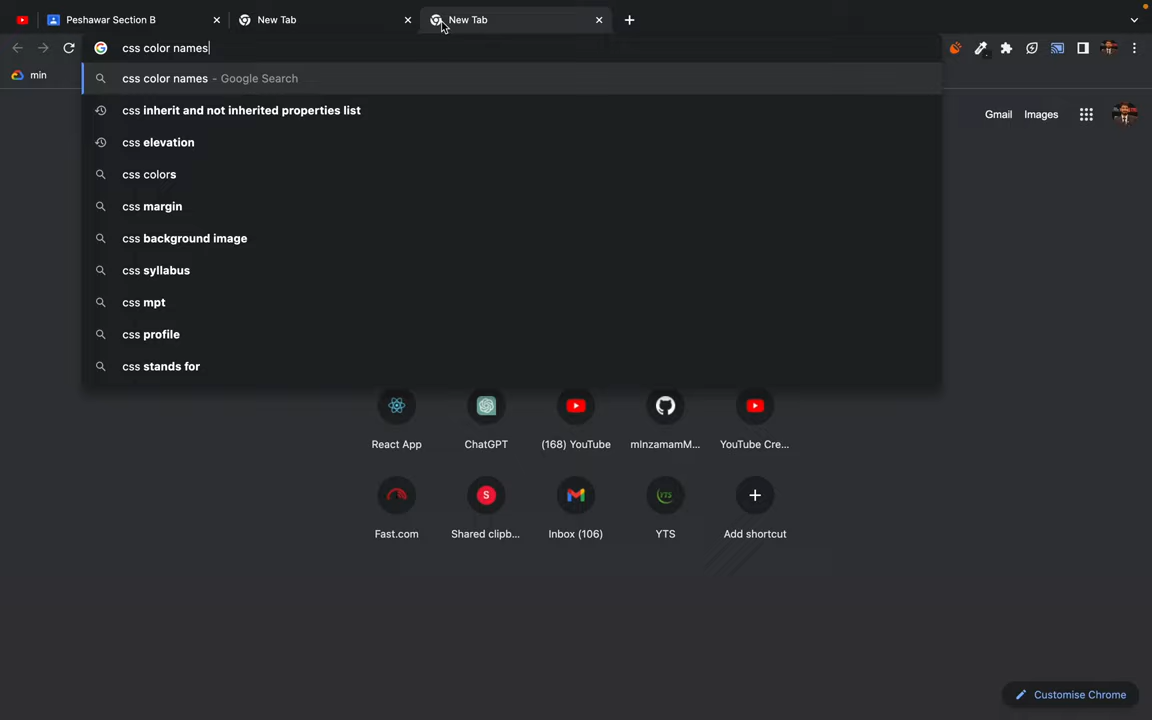 Peshawar Section B
New Tab
New Tab
css color names
min
css color names - Google Search
css inherit and not inherited properties list
css elevation
css colors
css margin
css background image
css syllabus
css mpt
css profile
css stands for
Gmail Images
React App
ChatGPT
(168) YouTube
mInzamamM...
YouTube Cre...
Fast.com
S
Shared clipb...
Inbox (106)
YTS
YTS
Add shortcut
Customise Chrome